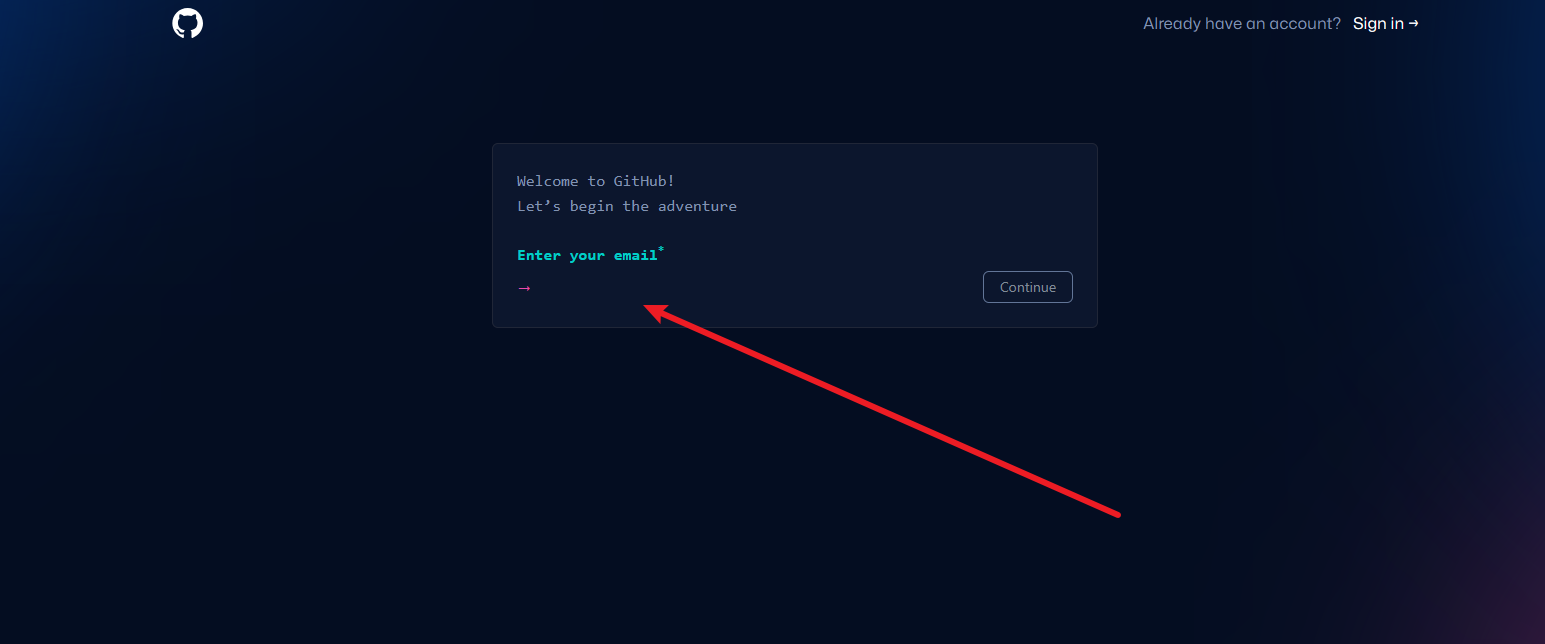 Already have an account? Sign in →
Welcome to GitHub!
Let’s begin the adventure
Enter your email*
→
Continue